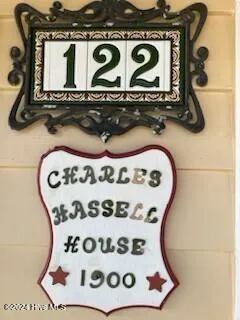 122
CHARLES
HASSELL
HOUSE
1900
©2024 Hive MLS